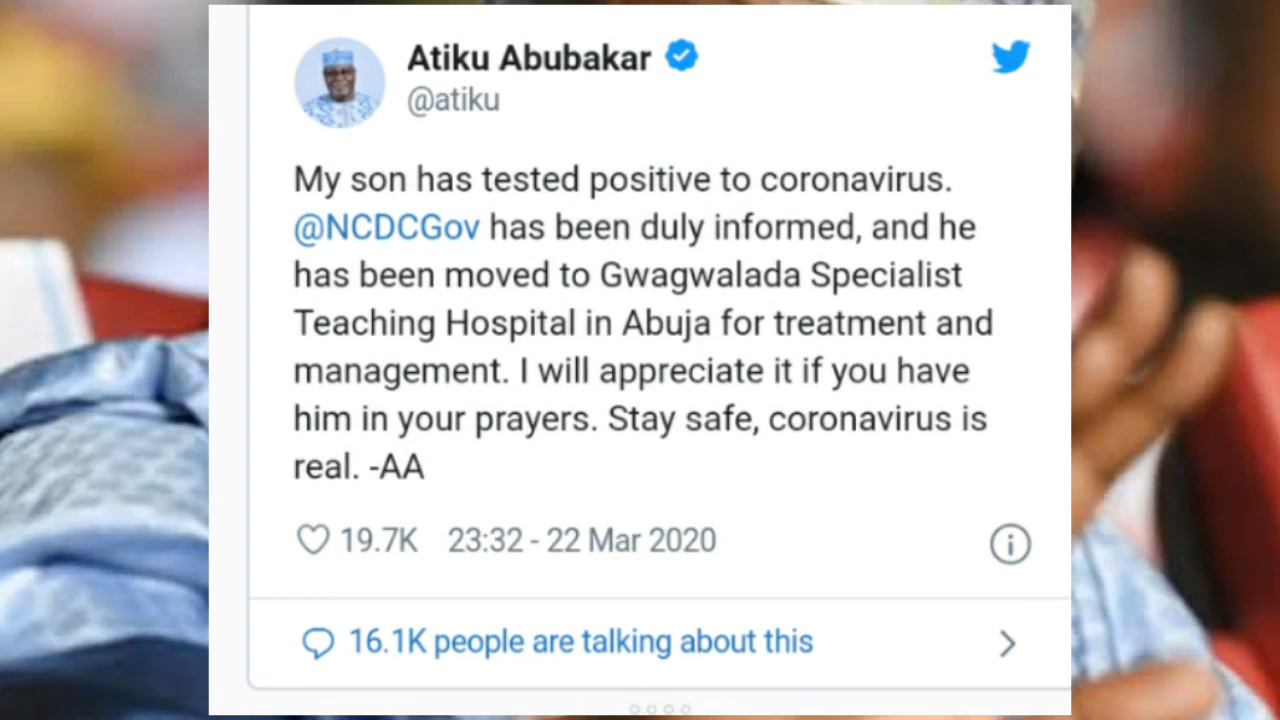 Atiku Abubakar
@atiku
My son has tested positive to coronavirus.
@NCDCGov has been duly informed, and he
has been moved to Gwagwalada Specialist
Teaching Hospital in Abuja for treatment and
management. I will appreciate it if you have
him in your prayers. Stay safe, coronavirus is
real. -AA
19.7K 23:32 - 22 Mar 2020
16.1K people are talking about this